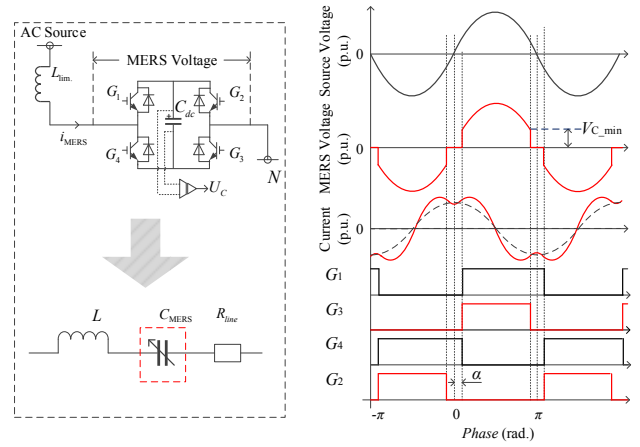 AC Source
MERS Voltage
L_lim.
G_1
G_2
C_dc
+
i_MERS
G_4
G_3
N
U_C
L
C_MERS
R_line
Source Voltage
(p.u.)
0
MERS Voltage
(p.u.)
0
V_C_min
Current
(p.u.)
0
G_1
G_3
G_4
G_2
α
-π
0
π
Phase (rad.)